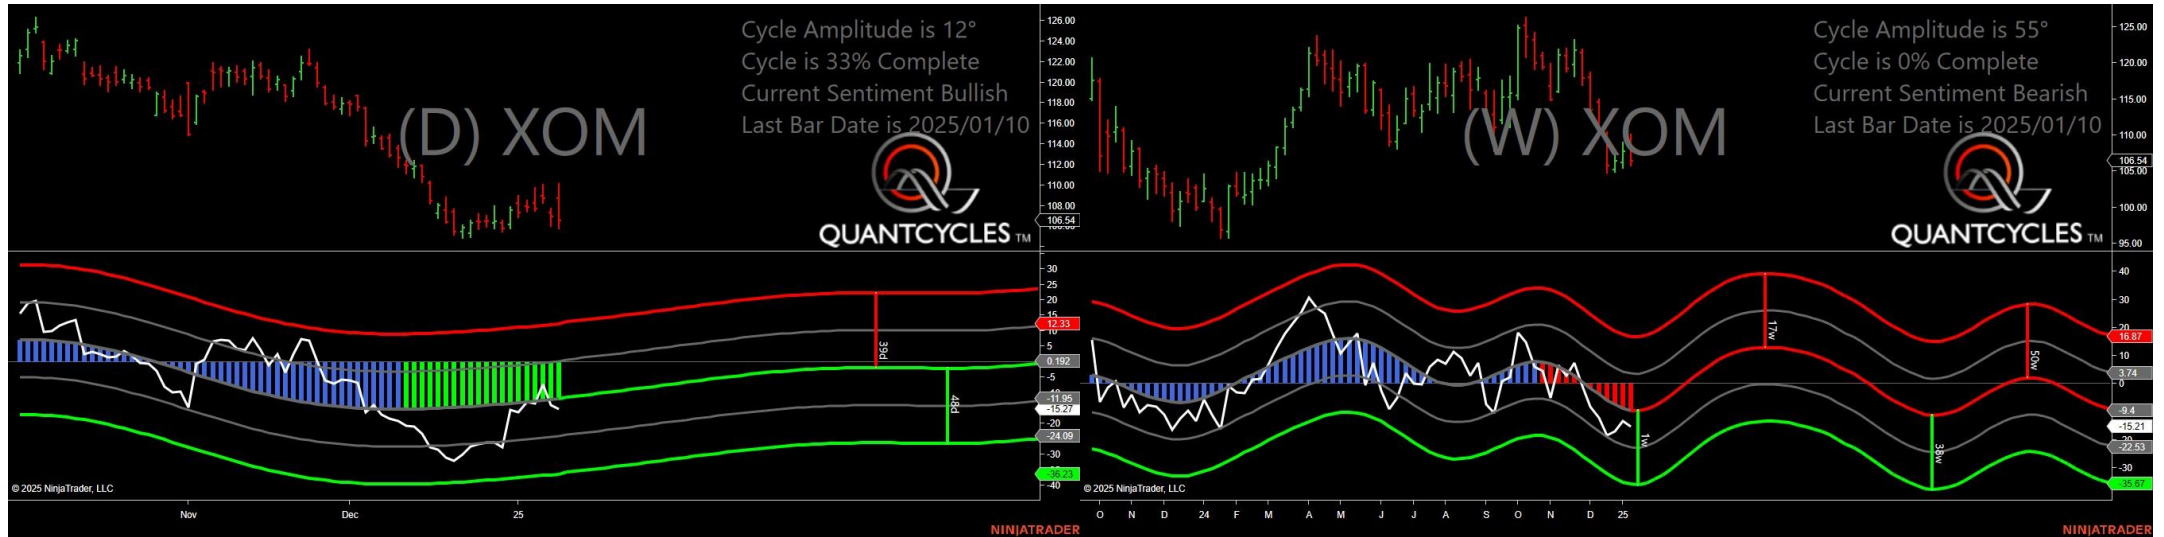 Cycle Amplitude is 12°
Cycle is 33% Complete
Current Sentiment Bullish
Last Bar Date is 2025/01/10
(D) XOM
QUANTCYCLES TM
126.00
124.00
122.00
120.00
118.00
116.00
114.00
112.00
110.00
108.00
106.54
30
25
20
15
12.33
10
5
0.192
-5
-11.95
-15.27
-20
-24.09
-30
-36.23
-40
39d
48d
© 2025 NinjaTrader, LLC
Nov
Dec
25
NINJATRADER
Cycle Amplitude is 55°
Cycle is 0% Complete
Current Sentiment Bearish
Last Bar Date is 2025/01/10
(W) XOM
QUANTCYCLES TM
125.00
120.00
115.00
110.00
106.54
105.00
100.00
95.00
40
30
20
16.87
10
3.74
0
-9.4
-15.21
-22.53
-30
-35.67
17w
50w
1w
38w
© 2025 NinjaTrader, LLC
O N D 24 F M A M J J A S O N D 25
NINJATRADER